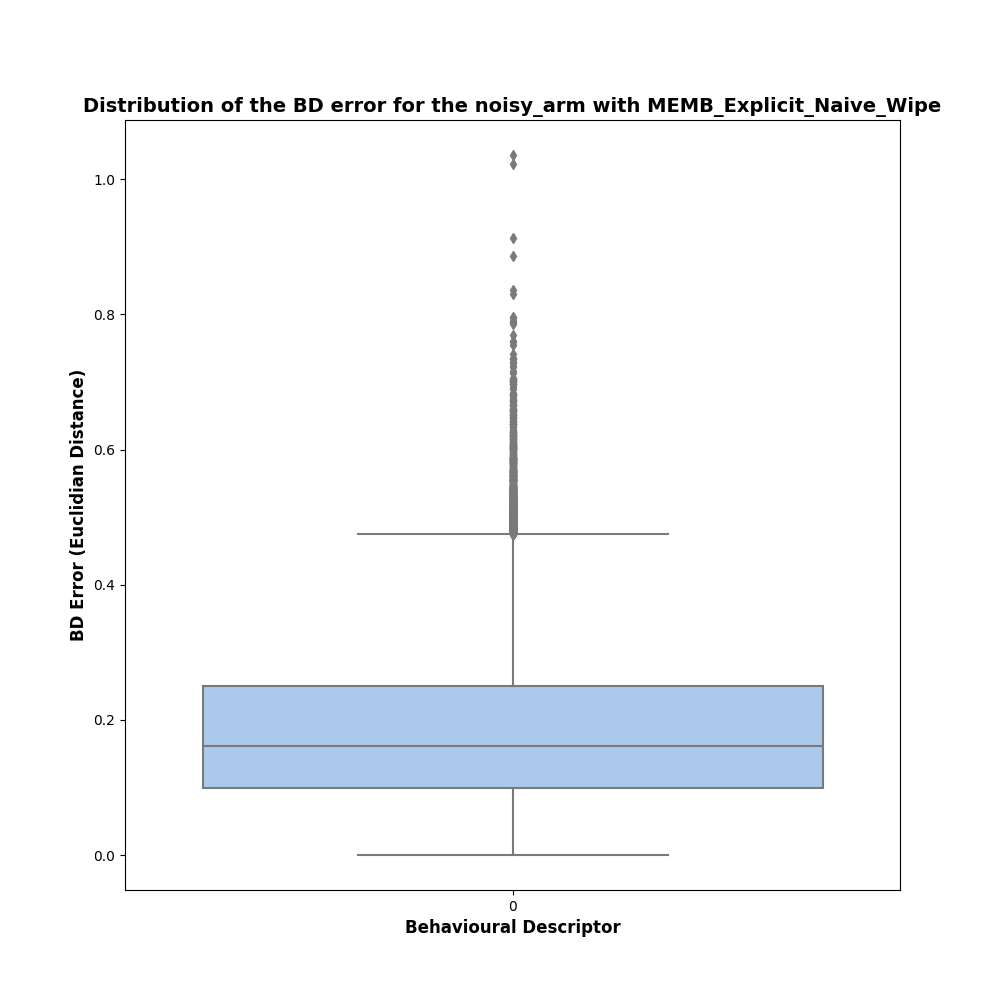 Distribution of the BD error for the noisy_arm with MEMB_Explicit_Naive_Wipe
1.0
0.8
0.6
0.4
0.2
0.0
BD Error (Euclidian Distance)
0
Behavioural Descriptor